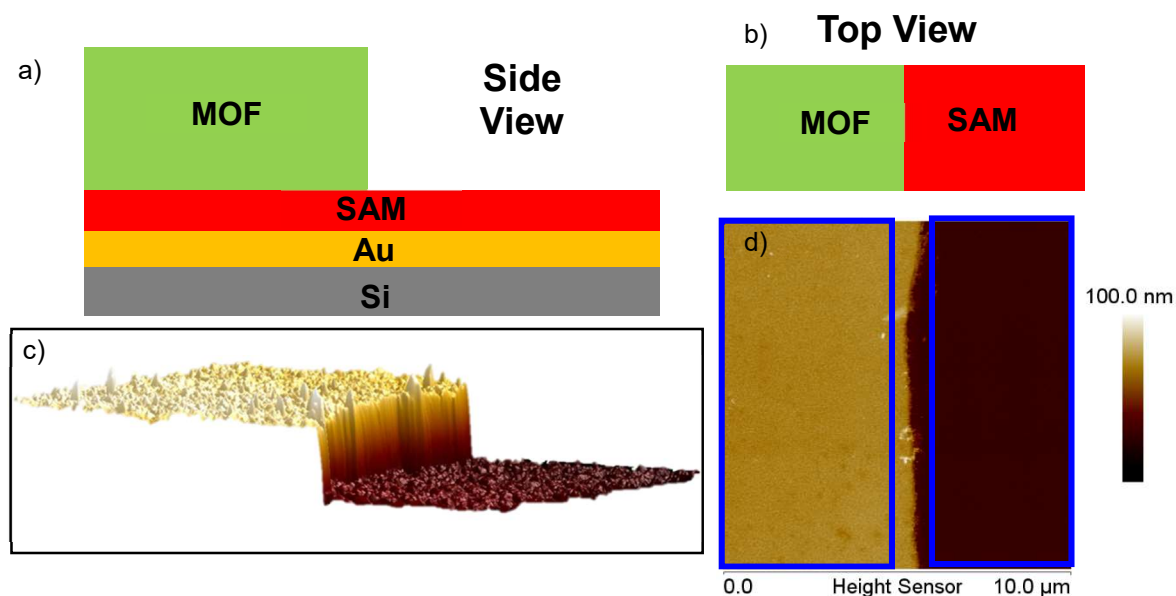 a)
MOF
Side
View
SAM
Au
Si
b)
Top View
MOF
SAM
c)
d)
100.0 nm
0.0
Height Sensor
10.0 µm